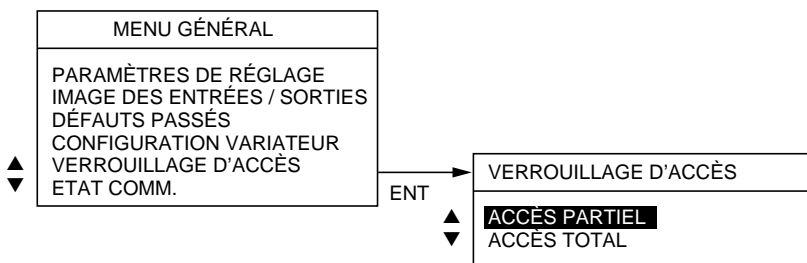 MENU GÉNÉRAL
PARAMÈTRES DE RÉGLAGE
IMAGE DES ENTRÉES / SORTIES
DÉFAUTS PASSÉS
CONFIGURATION VARIATEUR
VERROUILLAGE D'ACCÈS
ETAT COMM.
ENT
VERROUILLAGE D'ACCÈS
ACCÈS PARTIEL
ACCÈS TOTAL